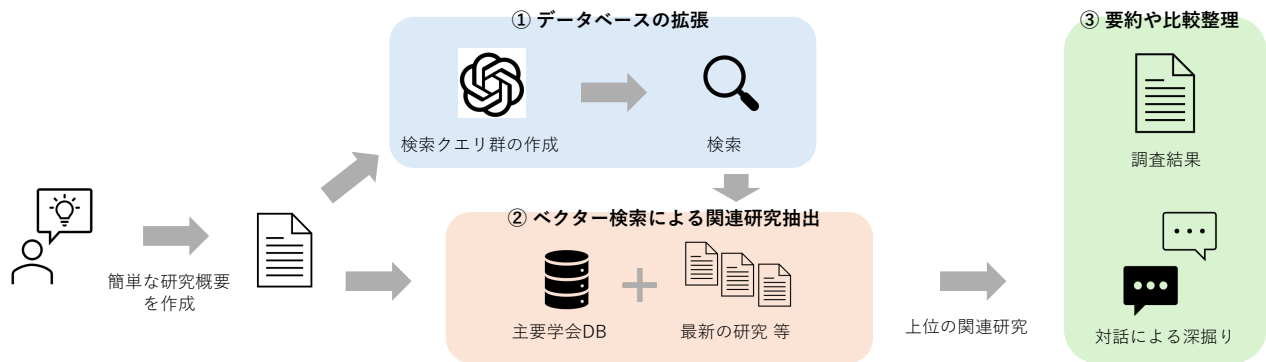 ① データベースの拡張
検索クエリ群の作成
検索
簡単な研究概要
を作成
② ベクター検索による関連研究抽出
主要学会DB
最新の研究 等
上位の関連研究
③ 要約や比較整理
調査結果
対話による深掘り